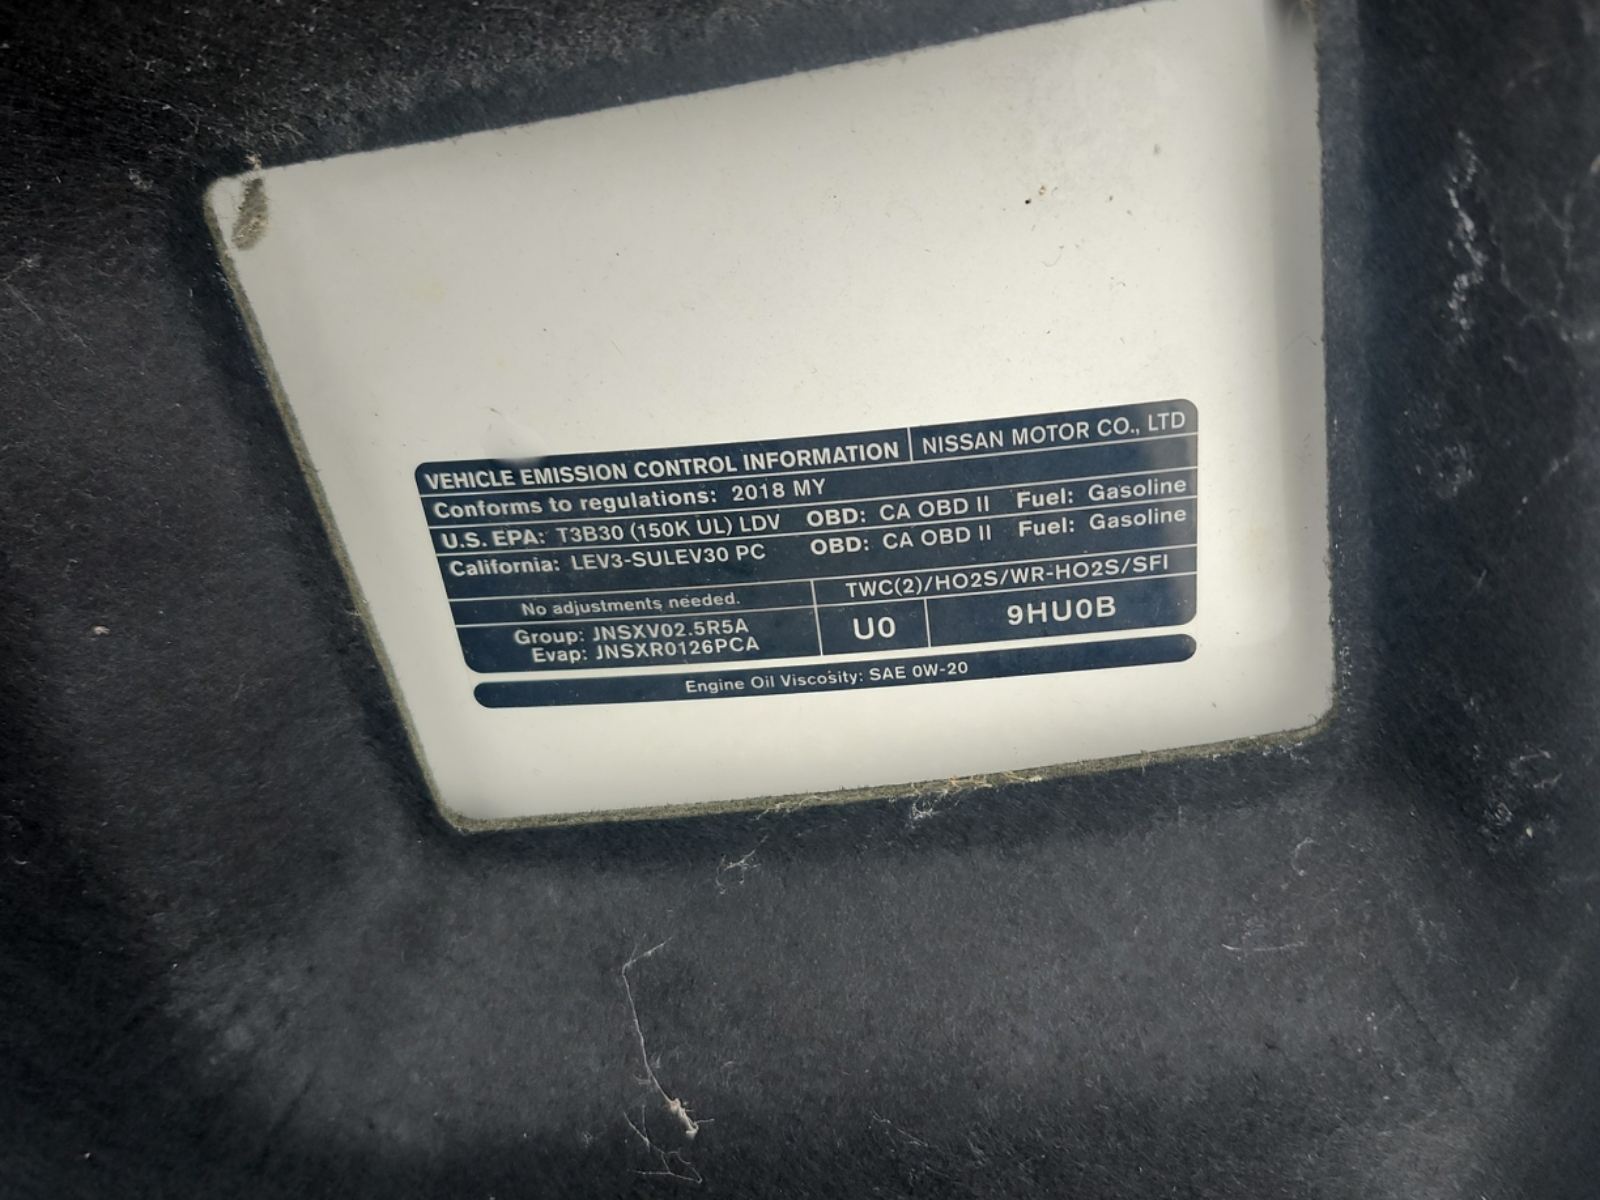 VEHICLE EMISSION CONTROL INFORMATION NISSAN MOTOR CO., LTD
Conforms to regulations: 2018 MY
U.S. EPA: T3B30 (150K UL) LDV OBD: CA OBD II Fuel: Gasoline
California: LEV3-SULEV30 PC OBD: CA OBD II Fuel: Gasoline
No adjustments needed. TWC(2)/HO2S/WR-HO2S/SFI
Group: JNSXV02.5R5A
Evap: JNSXR0126PCA
U0 9HU0B
Engine Oil Viscosity: SAE 0W-20